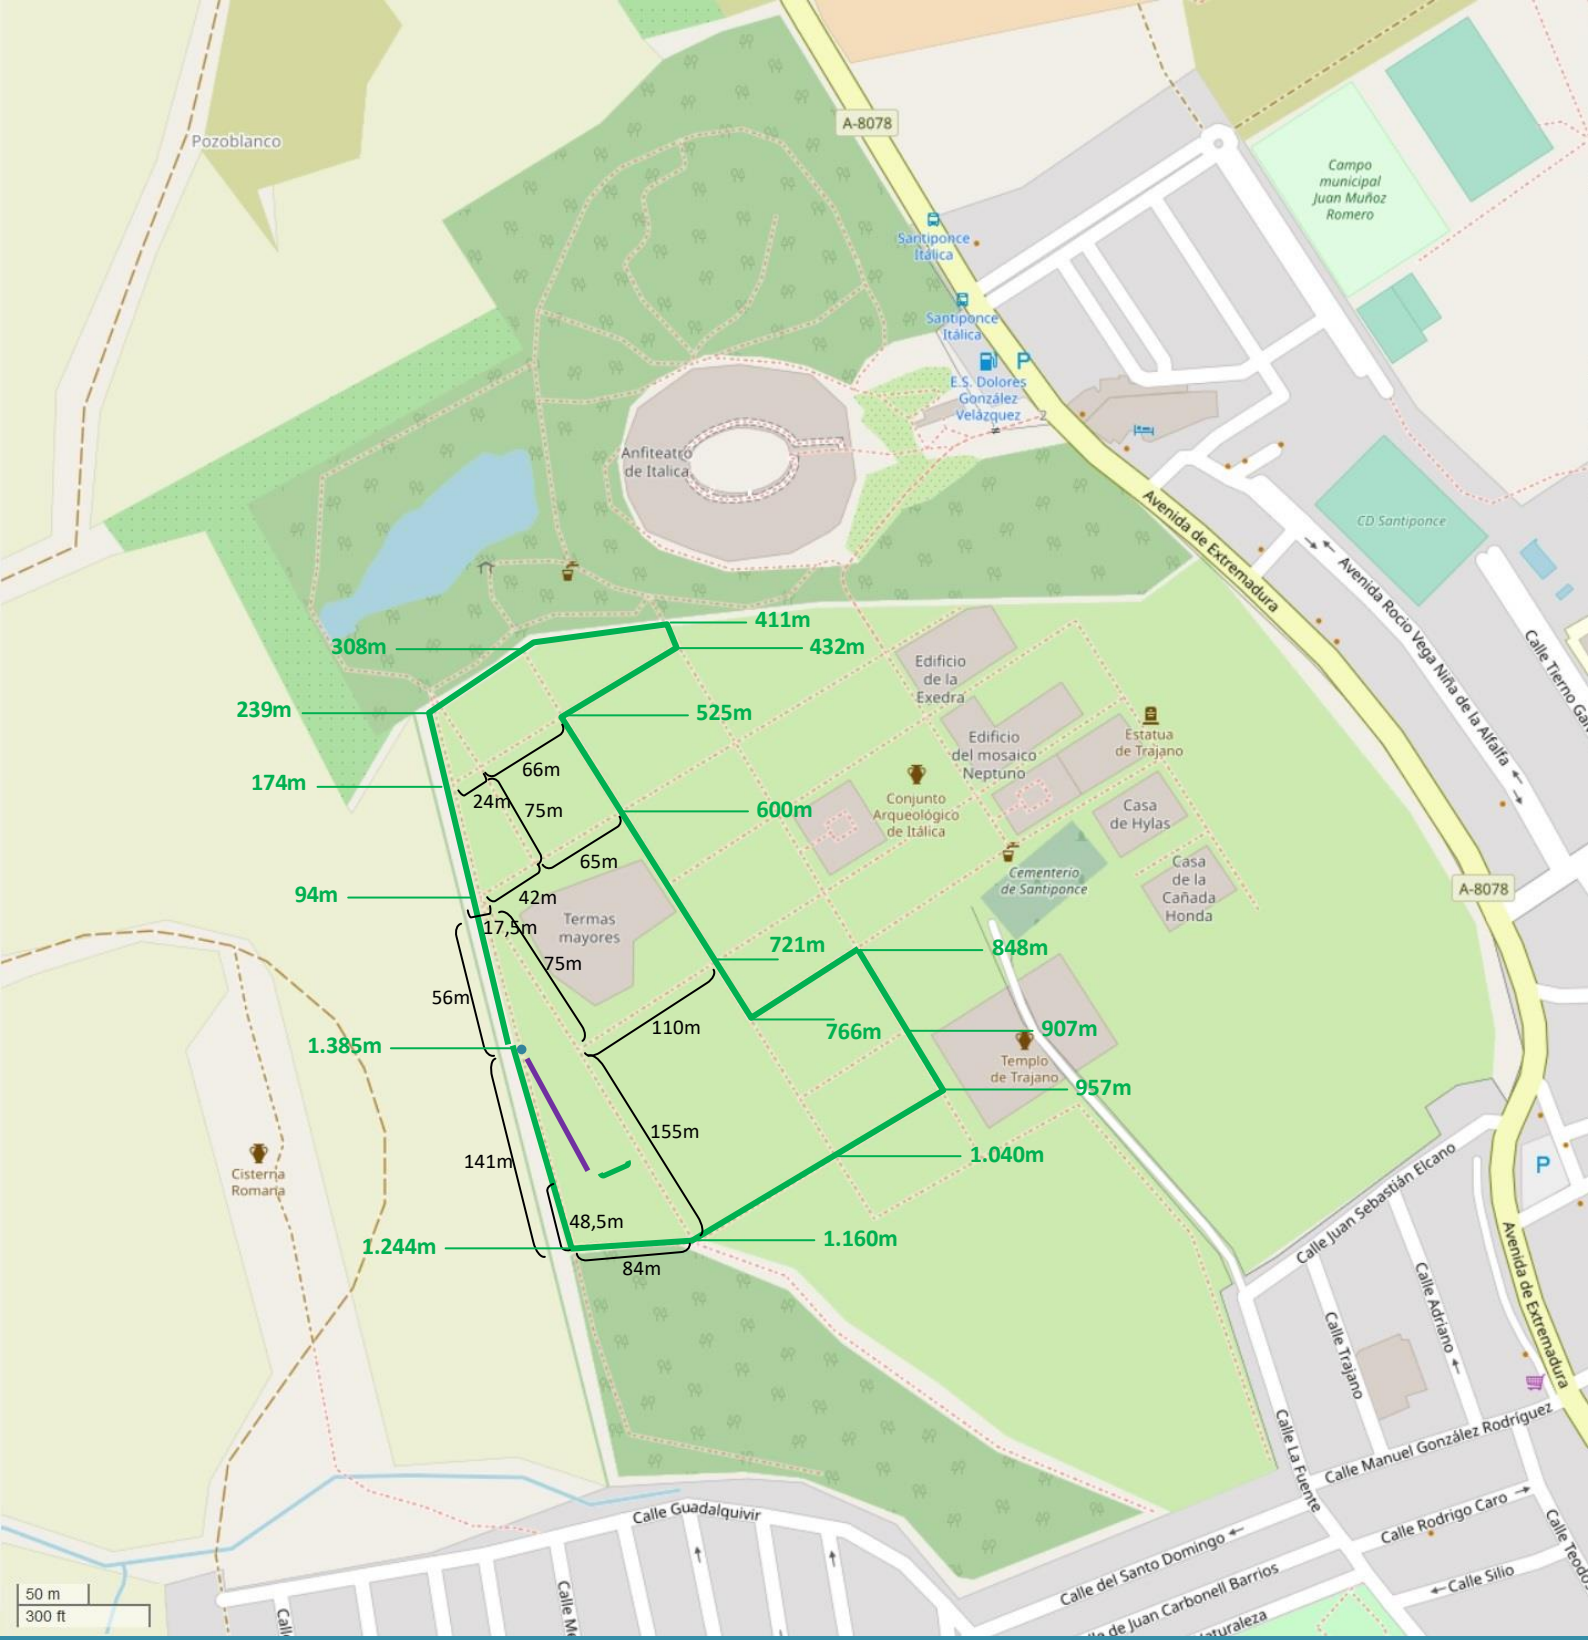 Pozoblanco
A-8078
Campo
municipal
Juan Muñoz
Romero
Santiponce
Itálica
Santiponce
Itálica
P
E.S. Dolores
González
Velázquez
2
Anfiteatro
de Italica
Avenida de Extremadura
CD Santiponce
Avenida Rocío Vega Niña de la Alfalfa
411m
308m
432m
Edificio
de la
Exedra
239m
525m
Edificio
del mosaico
Neptuno
Estatua
de Trajano
66m
174m
24m
75m
600m
Conjunto
Arqueológico
de Itálica
Casa
de Hylas
65m
Cementerio
de Santiponce
Casa
de la
Cañada
Honda
A-8078
94m
42m
17,5m
Termas
mayores
721m
848m
75m
56m
110m
766m
907m
1.385m
Templo
de Trajano
957m
155m
141m
1.040m
P
Cisterna
Romana
48,5m
1.244m
1.160m
84m
Calle Juan Sebastián Elcano
Avenida de Extremadura
Calle Adriano
Calle Trajano
Calle Manuel González Rodríguez
Calle La Fuente
Calle Rodrigo Caro
Calle Guadalquivir
Calle del Santo Domingo
Calle Silio
de Juan Carbonell Barrios
50 m
300 ft